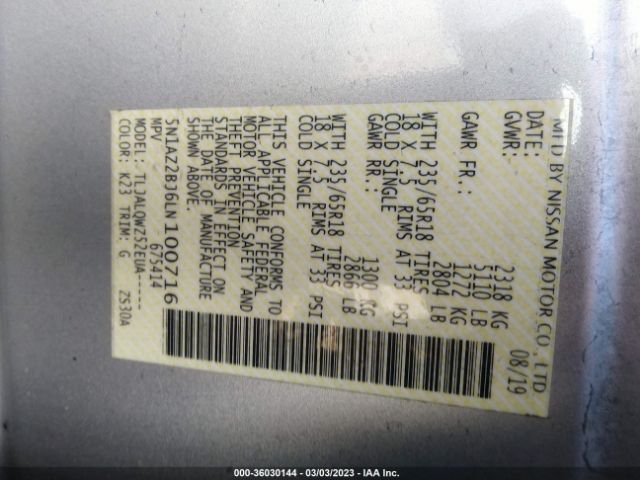 MFD BY NISSAN MOTOR CO., LTD.
DATE: 08/19
GVWR: 2318 KG
5110 LB
GAWR FR.: 1272 KG
2804 LB
WITH 235/65R18 TIRES
18 X 7.5 RIMS AT 33 PSI
COLD SINGLE
GAWR RR.: 1300 KG
2866 LB
WITH 235/65R18 TIRES
18 X 7.5 RIMS AT 33 PSI
COLD SINGLE
THIS VEHICLE CONFORMS TO
ALL APPLICABLE FEDERAL
MOTOR VEHICLE SAFETY AND
THEFT PREVENTION
STANDARDS IN EFFECT ON
THE DATE OF MANUFACTURE
SHOWN ABOVE.
5N1AZ2BJ6LN100716
MPV 675414
MODEL: TLJALQWZ52EUA-----
COLOR: K23 TRIM: G ZS30A
000-36030144 - 03/03/2023 - IAA Inc.